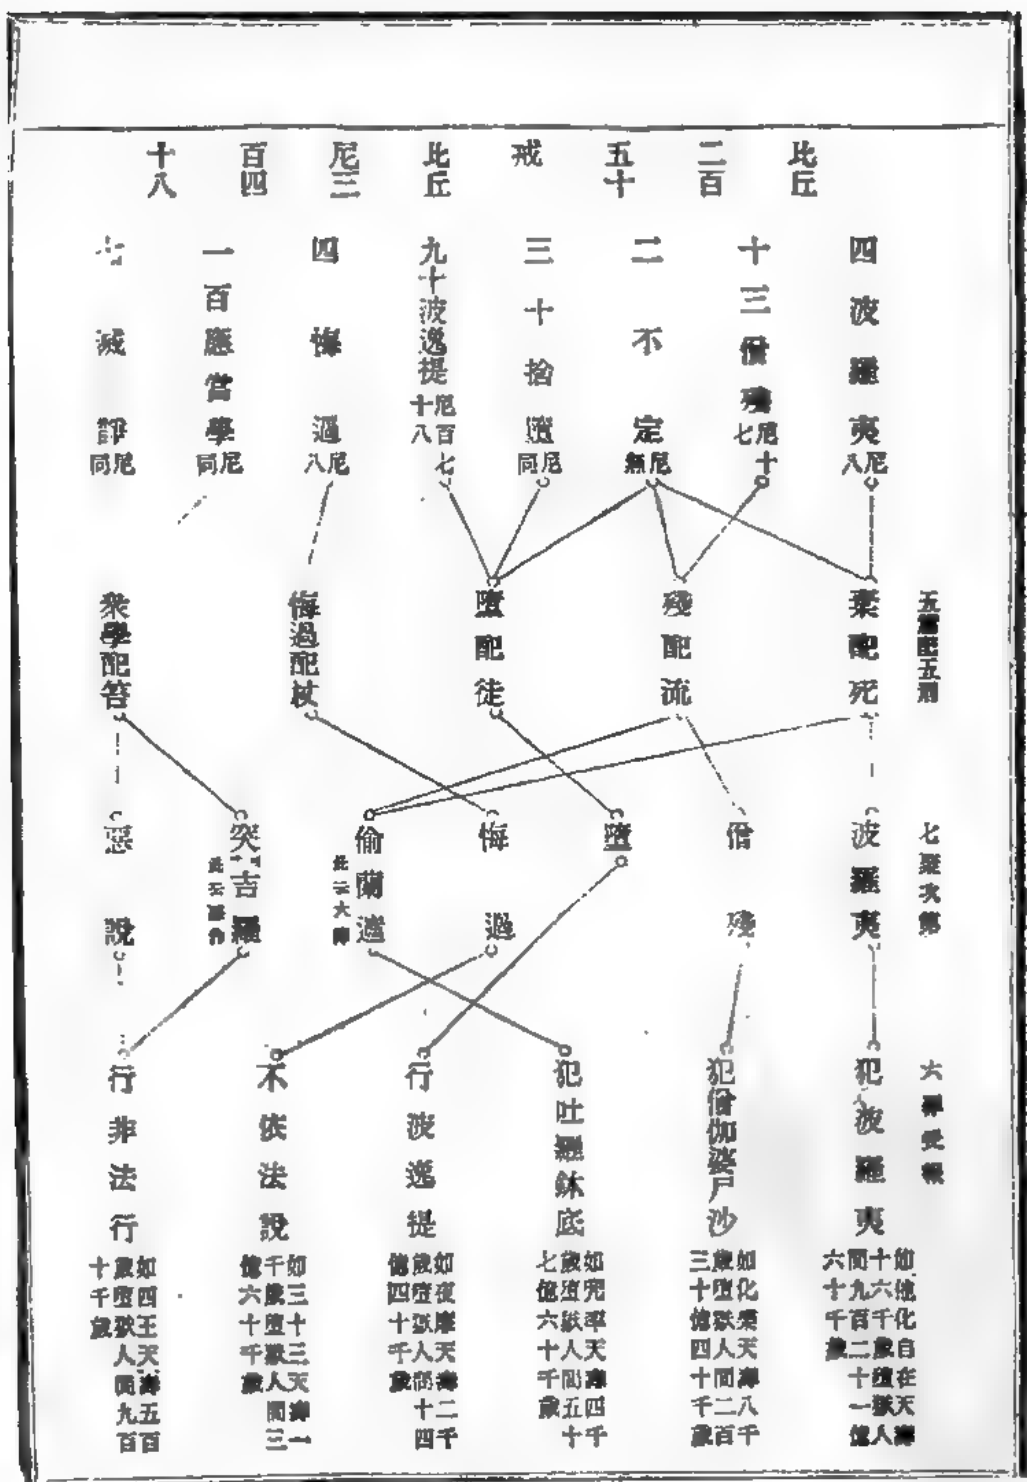 比丘
二百
五十
戒
比丘
尼三
百四
十八
四波羅夷 尼八
十三僧殘 尼十七
二不定 尼無
三十捨墮 尼同
九十波逸提 尼百七十八
四悔過 尼八
一百應當學 尼同
七滅諍 尼同
五篇配五刑
棄配死
殘配流
墮配徒
悔過配杖
衆學配笞
七聚次第
波羅夷
僧殘
墮
悔過
偷蘭遮 此云大障
突吉羅 此云惡作
惡說
六罪受報
犯波羅夷
如他化自在天壽
十六千歲墮獄人
間九百二十一億
六十千歲
犯僧伽婆尸沙
如化樂天壽八千
歲墮獄人間二百
三十億四十千歲
犯吐羅鉢底
如兜率天壽四千
歲墮獄人間五十
七億六十千歲
行波逸提
如夜摩天壽二千
歲墮獄人間十四
億四十千歲
不依法說
如三十三天壽一
千歲墮獄人間三
億六十千歲
行非法行
如四王天壽五百
歲墮獄人間九百
十千歲